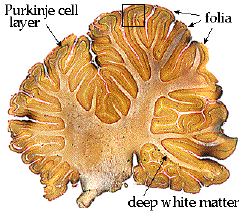 Purkinje cell
layer
folia
deep white matter